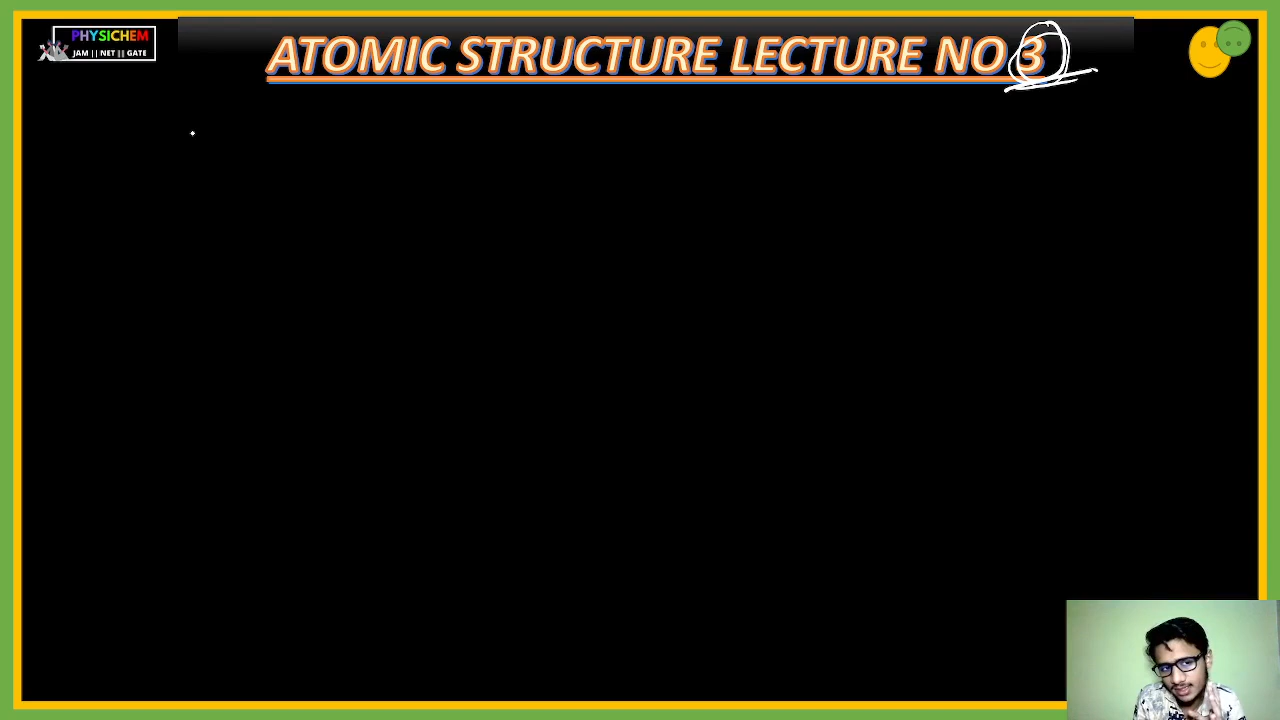 PHYSICHEM
JAM || NET || GATE
ATOMIC STRUCTURE LECTURE NO 3